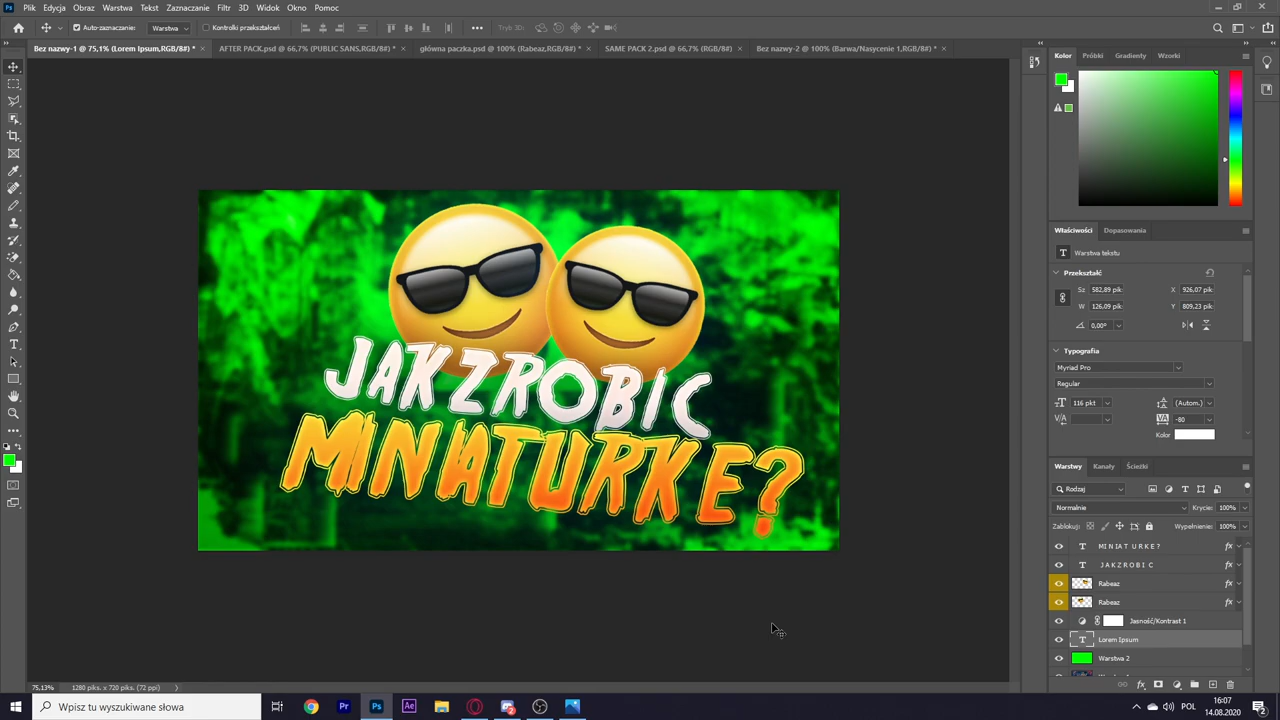 Plik Edycja Obraz Warstwa Tekst Zaznaczanie Filtr 3D Widok Okno Pomoc
Auto-zaznaczanie: Warstwa Kontrolki przekształceń Tryb 3D:
Bez nazwy-1 @ 75,1% (Lorem Ipsum,RGB/8#) * AFTER PACK.psd @ 66,7% (PUBLIC SANS,RGB/8#) * główna paczka.psd @ 100% (Rabeaz,RGB/8#) * SAME PACK 2.psd @ 66,7% (RGB/8#) Bez nazwy-2 @ 100% (Barwa/Nasycenie 1,RGB/8#) *
Kolor Próbki Gradienty Wzorki
JAK ZROBIC
MINIATURKE?
Właściwości Dopasowania
Warstwa tekstu
Przekształć
Sz 582,89 pik X 926,07 pik
W 126,09 pik Y 809,23 pik
0,00°
Typografia
Myriad Pro
Regular
116 pkt (Autom.)
-80
Kolor
Warstwy Kanały Ścieżki
Rodzaj
Normalnie Krycie: 100%
Zablokuj: Wypełnienie: 100%
M I N I A T U R K E ? fx
J A K Z R O B I C fx
Rabeaz fx
Rabeaz fx
Jasność/Kontrast 1
Lorem Ipsum
Warstwa 2
75,13% 1280 piks. x 720 piks. (72 ppi)
Wpisz tu wyszukiwane słowa
POL
16:07
14.08.2020